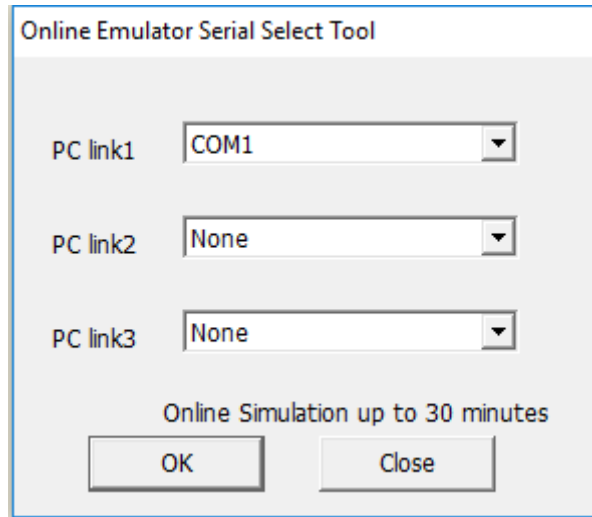 Online Emulator Serial Select Tool
PC link1 COM1
PC link2 None
PC link3 None
Online Simulation up to 30 minutes
OK Close